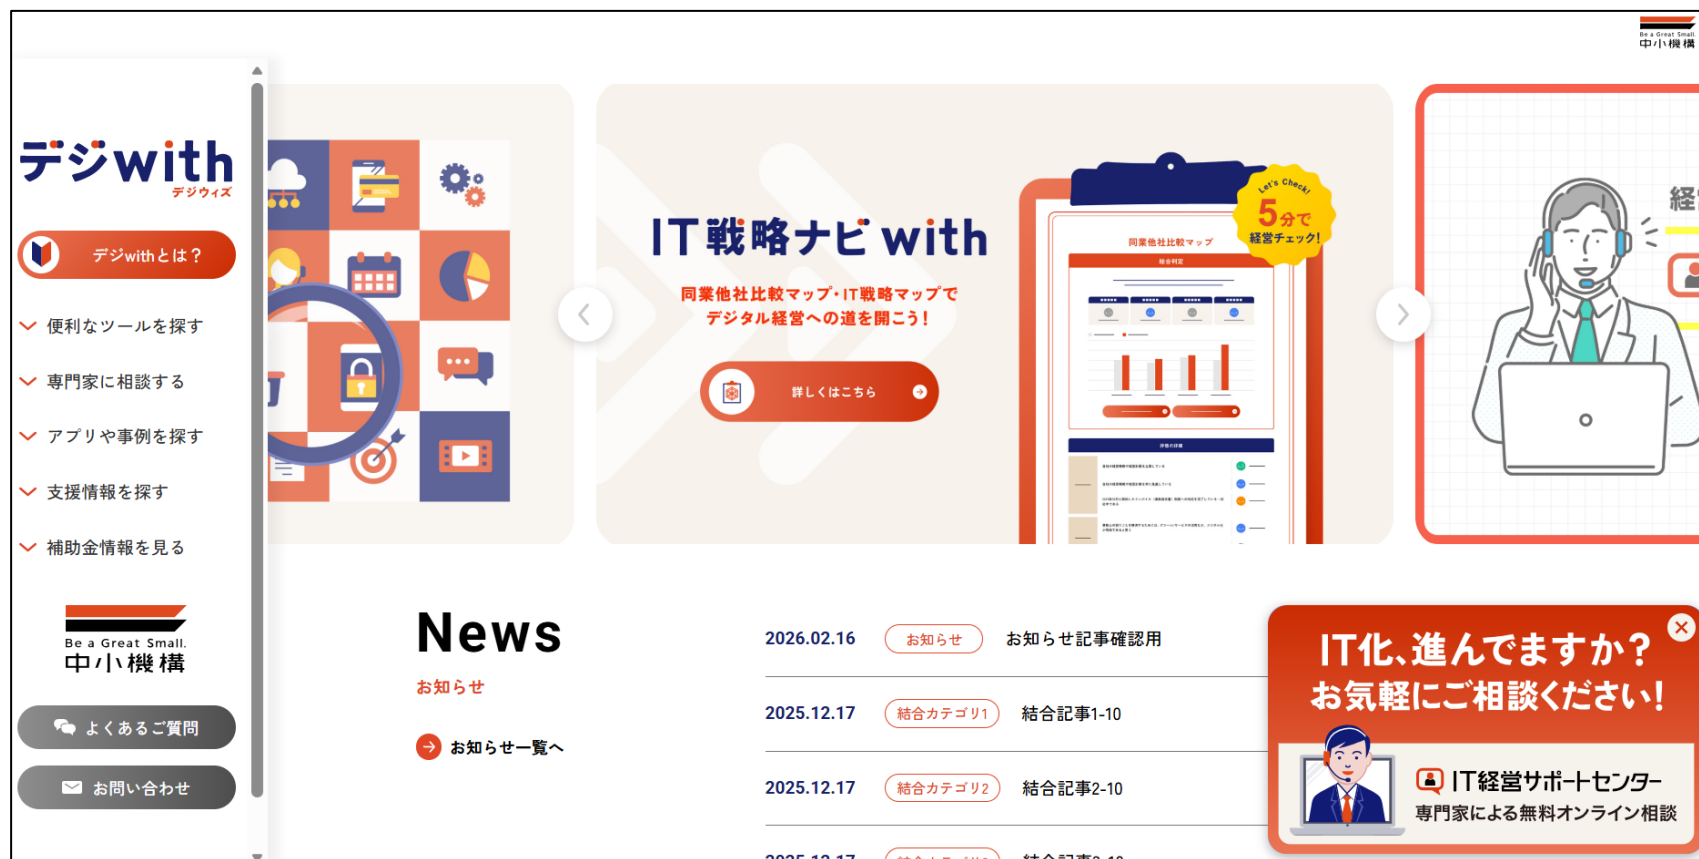 Be a Great Small.
中小機構
デジwith
デジウィズ
デジwithとは？
便利なツールを探す
専門家に相談する
アプリや事例を探す
支援情報を探す
補助金情報を見る
Be a Great Small.
中小機構
よくあるご質問
お問い合わせ
IT戦略ナビwith
同業他社比較マップ・IT戦略マップで
デジタル経営への道を開こう！
詳しくはこちら
Let's Check!
5分で
経営チェック！
同業他社比較マップ
総合判定
評価の詳細
News
お知らせ
お知らせ一覧へ
2026.02.16 お知らせ お知らせ記事確認用
2025.12.17 結合カテゴリ1 結合記事1-10
2025.12.17 結合カテゴリ2 結合記事2-10
IT化、進んでますか？
お気軽にご相談ください！
IT経営サポートセンター
専門家による無料オンライン相談